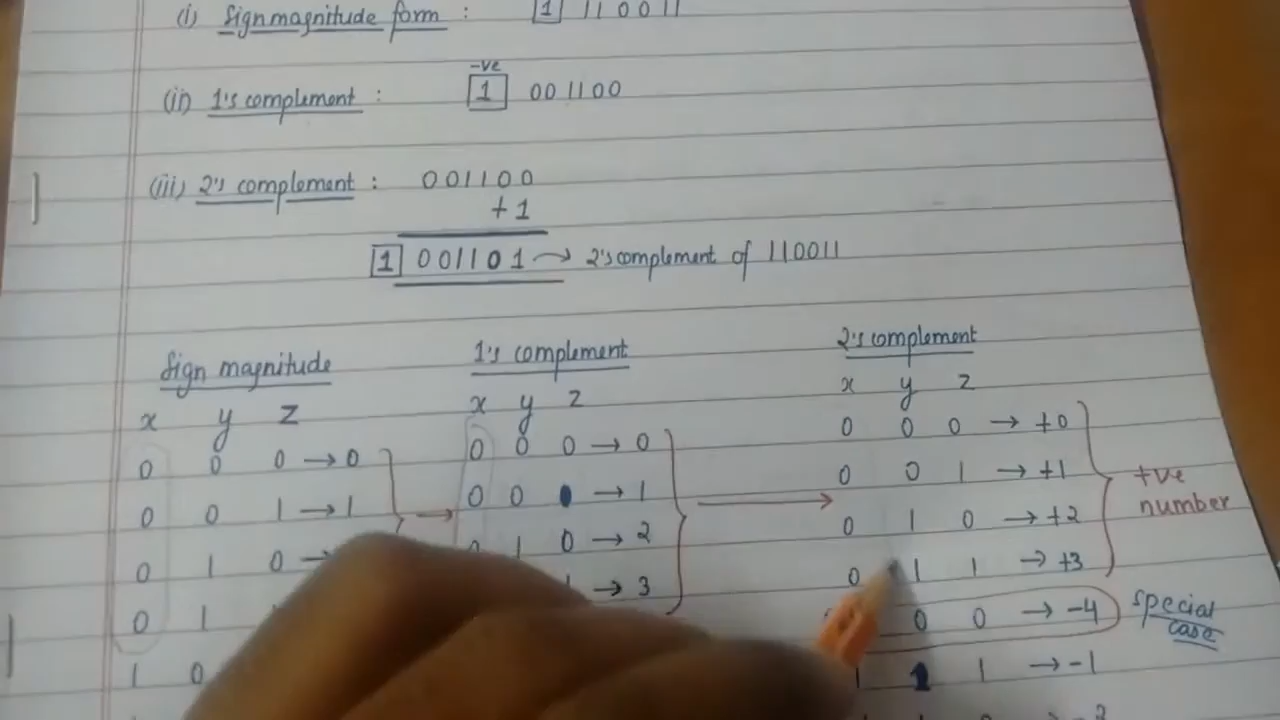 (i) Sign magnitude form : 1 110011
-ve
(ii) 1's complement : 1 001100
(iii) 2's complement : 001100
+1
1 001101 → 2's complement of 110011
Sign magnitude 1's complement 2's complement
x y z x y z x y z
0 0 0 → 0 0 0 0 → 0 0 0 0 → +0
0 0 1 → 1 0 0 → 1 0 0 1 → +1 +ve number
0 1 0 → 0 1 0 → 2 0 1 0 → +2
0 1 → 3 0 1 1 → +3
0 0 → -4 special case
1 0 1 1 1 → -1